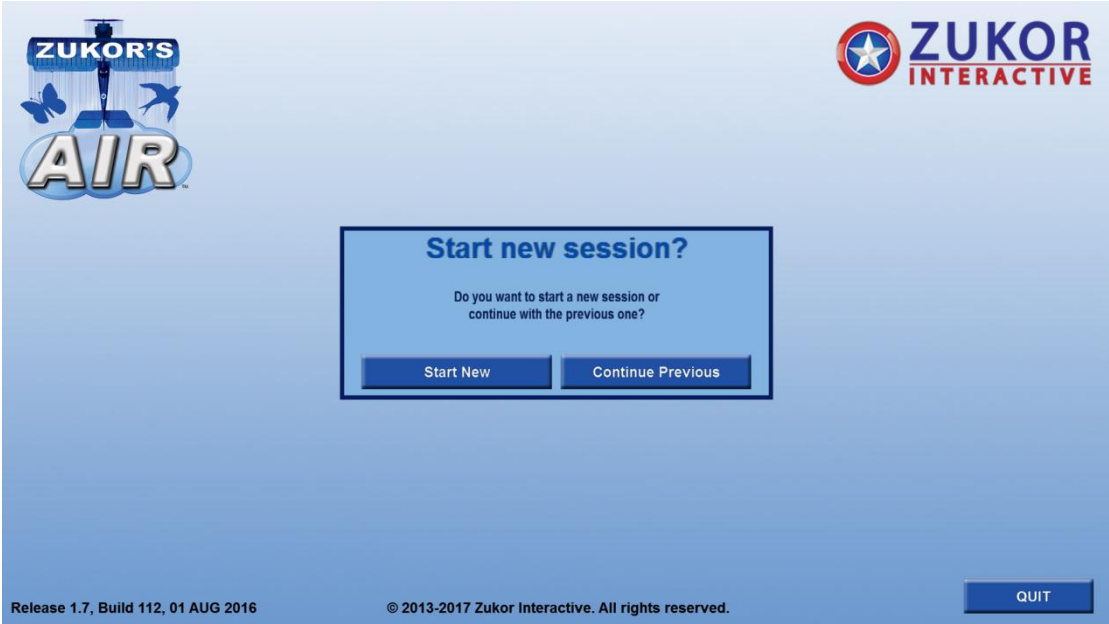 ZUKOR'S
AIR™
ZUKOR
INTERACTIVE
Start new session?
Do you want to start a new session or
continue with the previous one?
Start New
Continue Previous
QUIT
Release 1.7, Build 112, 01 AUG 2016
© 2013-2017 Zukor Interactive. All rights reserved.